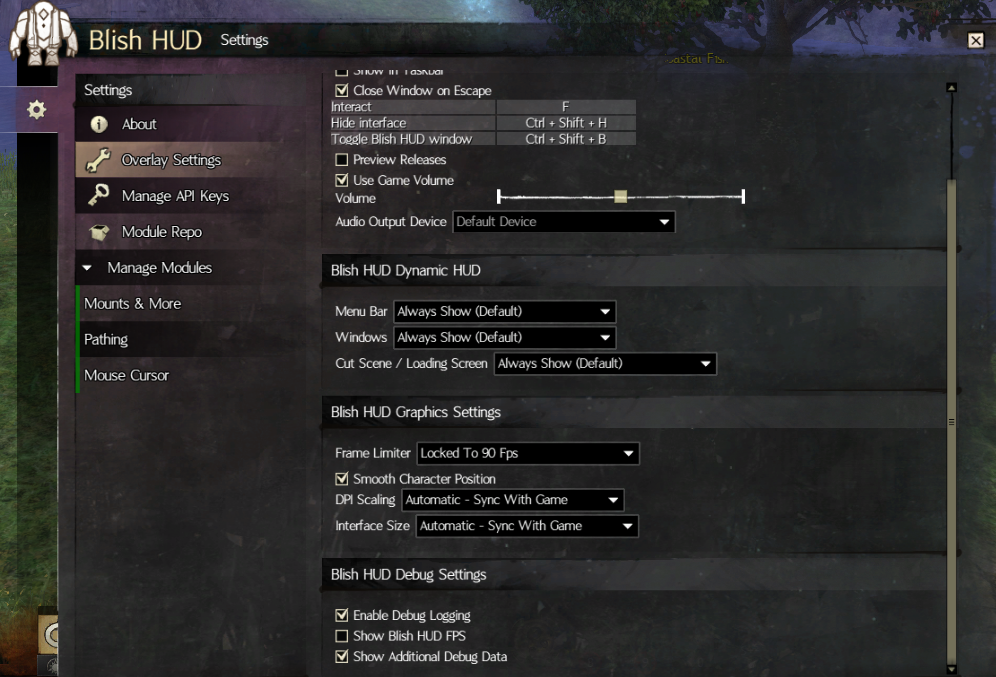 Blish HUD Settings
Settings
About
Overlay Settings
Manage API Keys
Module Repo
Manage Modules
Mounts & More
Pathing
Mouse Cursor
Show in Taskbar
Close Window on Escape
Interact F
Hide interface Ctrl + Shift + H
Toggle Blish HUD window Ctrl + Shift + B
Preview Releases
Use Game Volume
Volume
Audio Output Device Default Device
Blish HUD Dynamic HUD
Menu Bar Always Show (Default)
Windows Always Show (Default)
Cut Scene / Loading Screen Always Show (Default)
Blish HUD Graphics Settings
Frame Limiter Locked To 90 Fps
Smooth Character Position
DPI Scaling Automatic - Sync With Game
Interface Size Automatic - Sync With Game
Blish HUD Debug Settings
Enable Debug Logging
Show Blish HUD FPS
Show Additional Debug Data